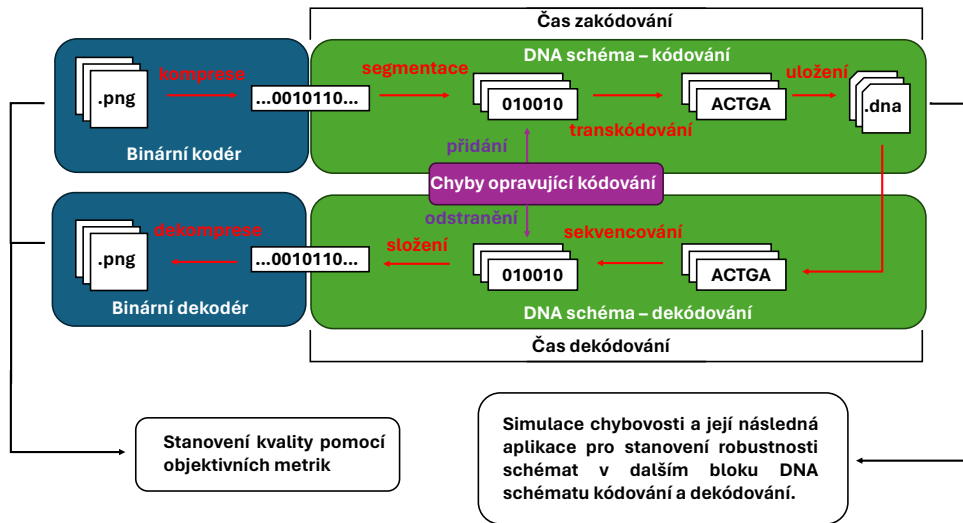 Čas zakódování
DNA schéma – kódování
komprese
segmentace
uložení
.png
...0010110...
010010
ACTGA
.dna
transkódování
Binární kodér
přidání
Chyby opravující kódování
odstranění
dekomprese
složení
sekvencování
.png
...0010110...
010010
ACTGA
Binární dekodér
DNA schéma – dekódování
Čas dekódování
Stanovení kvality pomocí
objektivních metrik
Simulace chybovosti a její následná
aplikace pro stanovení robustnosti
schémat v dalším bloku DNA
schématu kódování a dekódování.